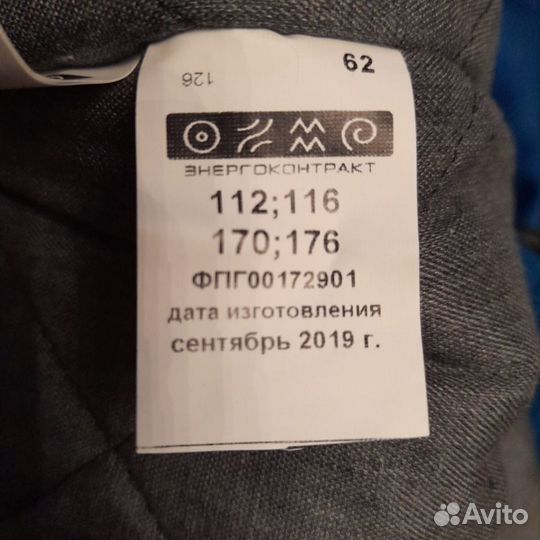 62
126
ЭНЕРГОКОНТРАКТ
112;116
170;176
ФПГ00172901
дата изготовления
сентябрь 2019 г.
Avito